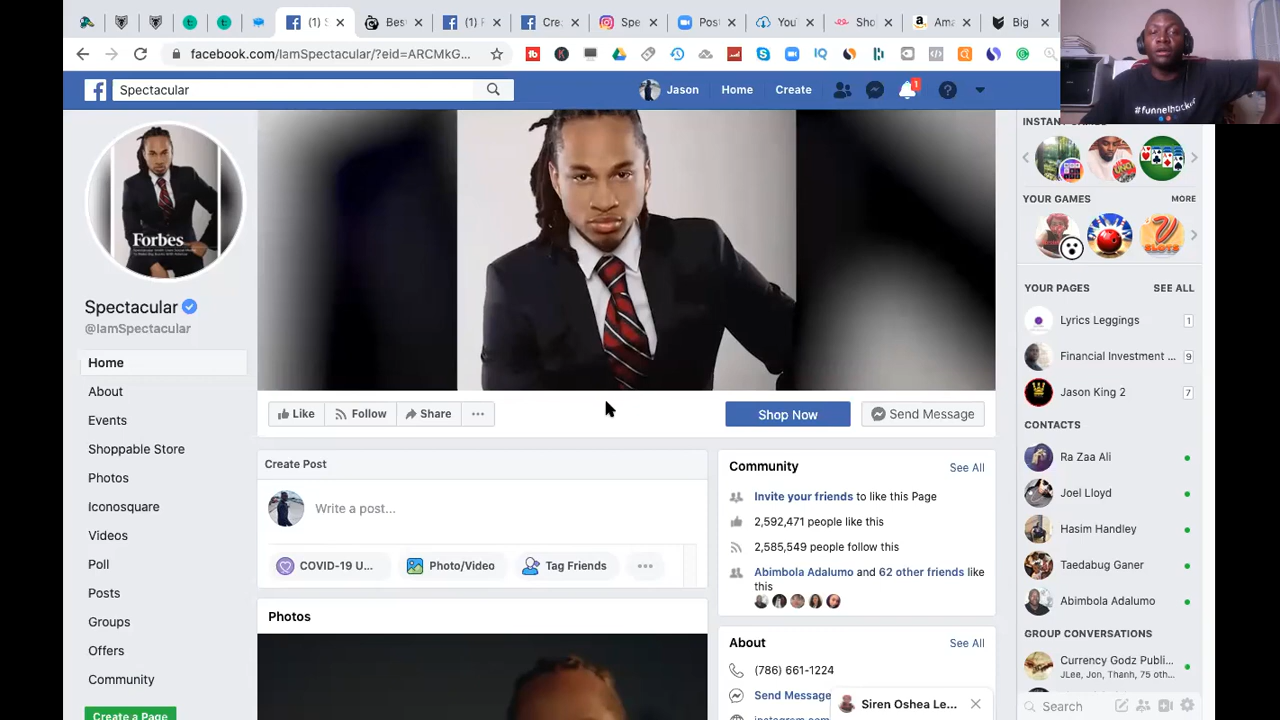 (1) S
Bes
(1) F
Cre
Spe
Post
You
Sho
Ama
Big
facebook.com/IamSpectacular/?eid=ARCMkG...
Spectacular
Jason
Home
Create
1
#funnelhacker
INSTANT GAMES
YOUR GAMES
MORE
Forbes
Spectacular
@IamSpectacular
Home
About
Events
Shoppable Store
Photos
Iconosquare
Videos
Poll
Posts
Groups
Offers
Community
Create a Page
Like
Follow
Share
Shop Now
Send Message
Create Post
Write a post...
COVID-19 U...
Photo/Video
Tag Friends
Photos
Community
See All
Invite your friends to like this Page
2,592,471 people like this
2,585,549 people follow this
Abimbola Adalumo and 62 other friends like
this
About
See All
(786) 661-1224
Send Message
Siren Oshea Le...
YOUR PAGES
SEE ALL
Lyrics Leggings
1
Financial Investment ...
9
Jason King 2
7
CONTACTS
Ra Zaa Ali
Joel Lloyd
Hasim Handley
Taedabug Ganer
Abimbola Adalumo
GROUP CONVERSATIONS
Currency Godz Publi...
JLee, Jon, Thanh, 75 oth...
Search